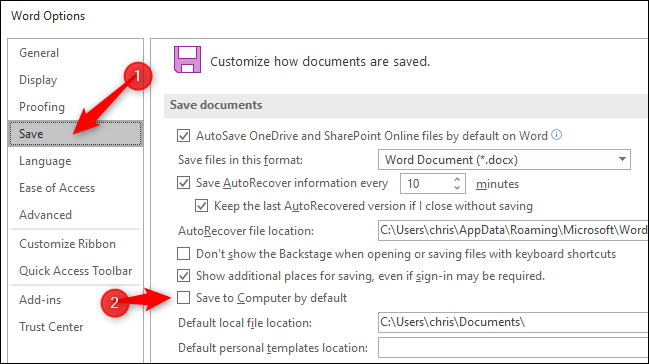 Word Options
General
Display
Proofing
Save
Language
Ease of Access
Advanced
Customize Ribbon
Quick Access Toolbar
Add-ins
Trust Center
1
2
Customize how documents are saved.
Save documents
AutoSave OneDrive and SharePoint Online files by default on Word
Save files in this format: Word Document (*.docx)
Save AutoRecover information every 10 minutes
Keep the last AutoRecovered version if I close without saving
AutoRecover file location: C:\Users\chris\AppData\Roaming\Microsoft\Word
Don't show the Backstage when opening or saving files with keyboard shortcuts
Show additional places for saving, even if sign-in may be required.
Save to Computer by default
Default local file location: C:\Users\chris\Documents\
Default personal templates location: